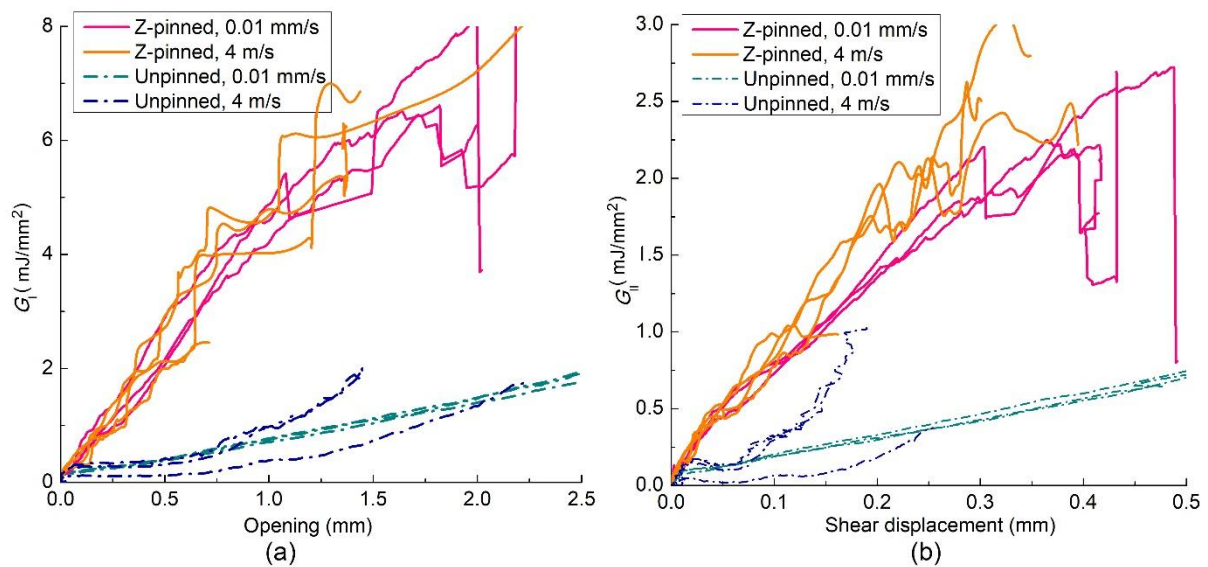 Z-pinned, 0.01 mm/s
Z-pinned, 4 m/s
Unpinned, 0.01 mm/s
Unpinned, 4 m/s
8
6
4
2
0
G_I( mJ/mm²)
0.0 0.5 1.0 1.5 2.0 2.5
Opening (mm)
(a)
Z-pinned, 0.01 mm/s
Z-pinned, 4 m/s
Unpinned, 0.01 mm/s
Unpinned, 4 m/s
3.0
2.5
2.0
1.5
1.0
0.5
0.0
G_II( mJ/mm²)
0.0 0.1 0.2 0.3 0.4 0.5
Shear displacement (mm)
(b)